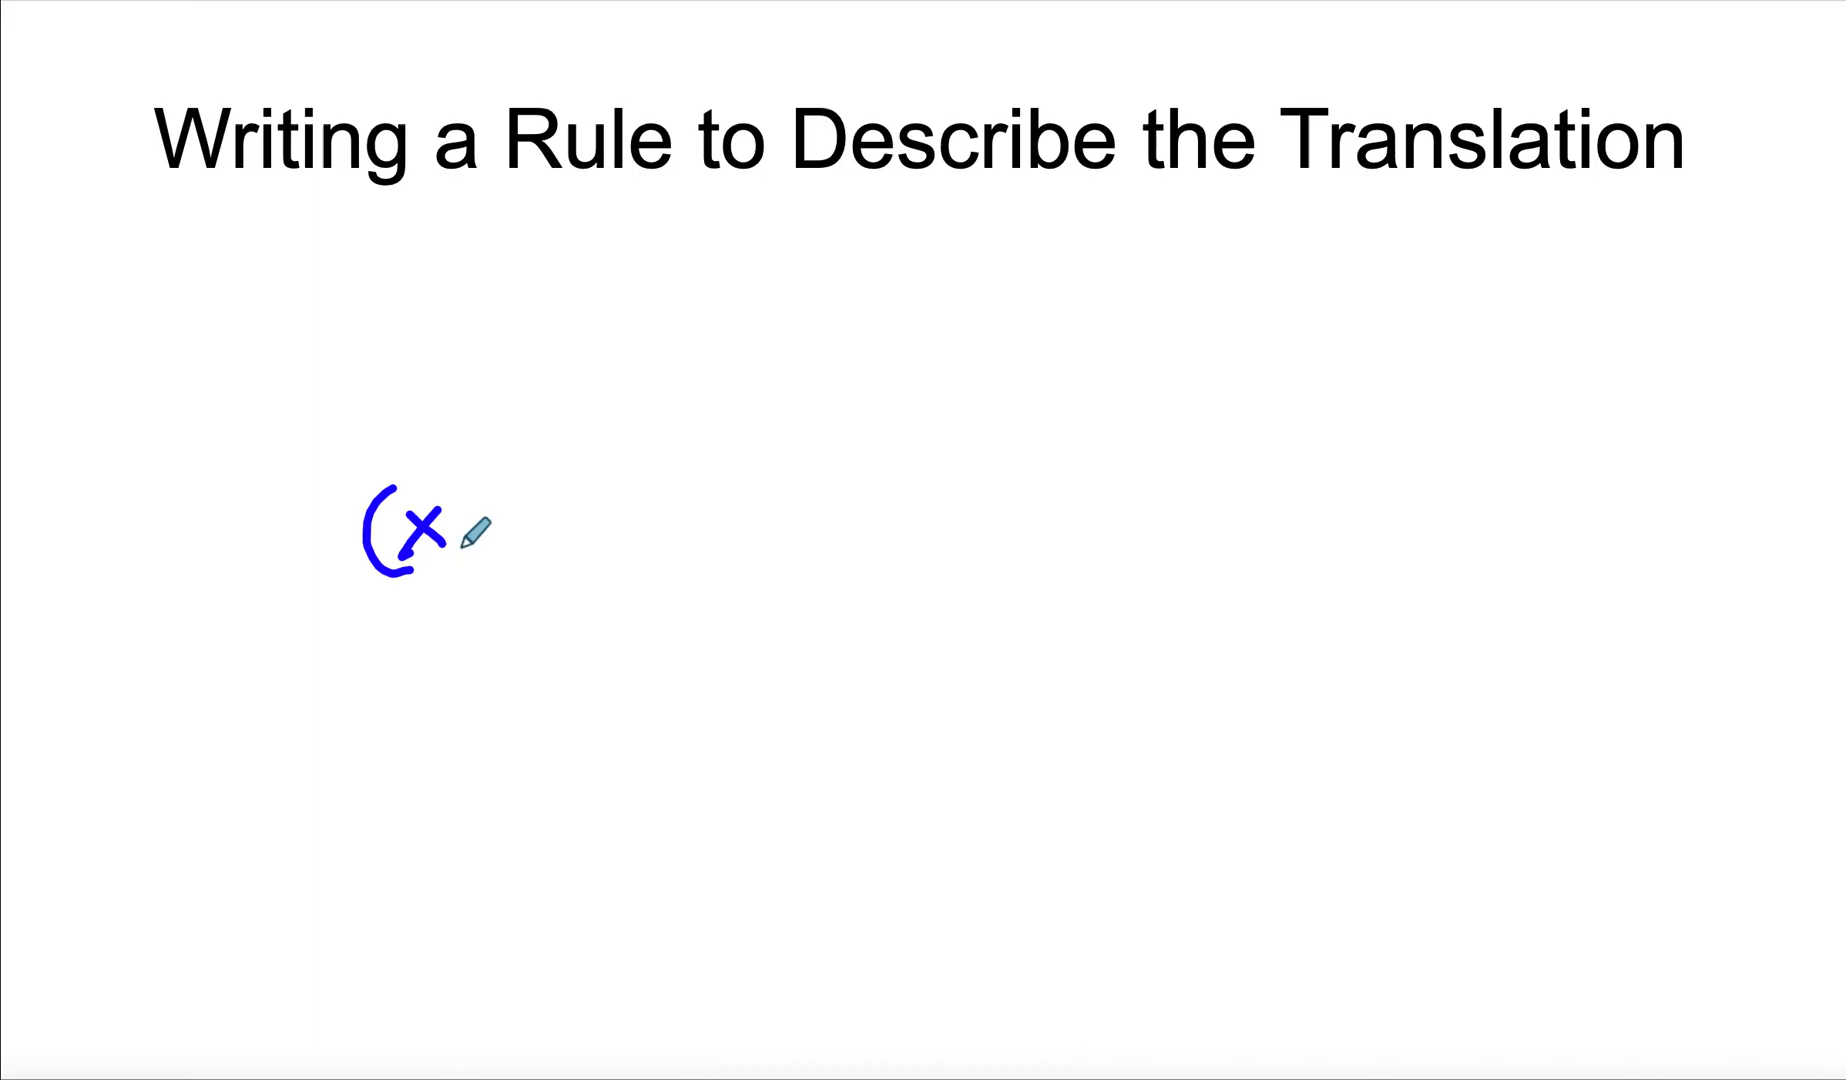 Writing a Rule to Describe the Translation
(x